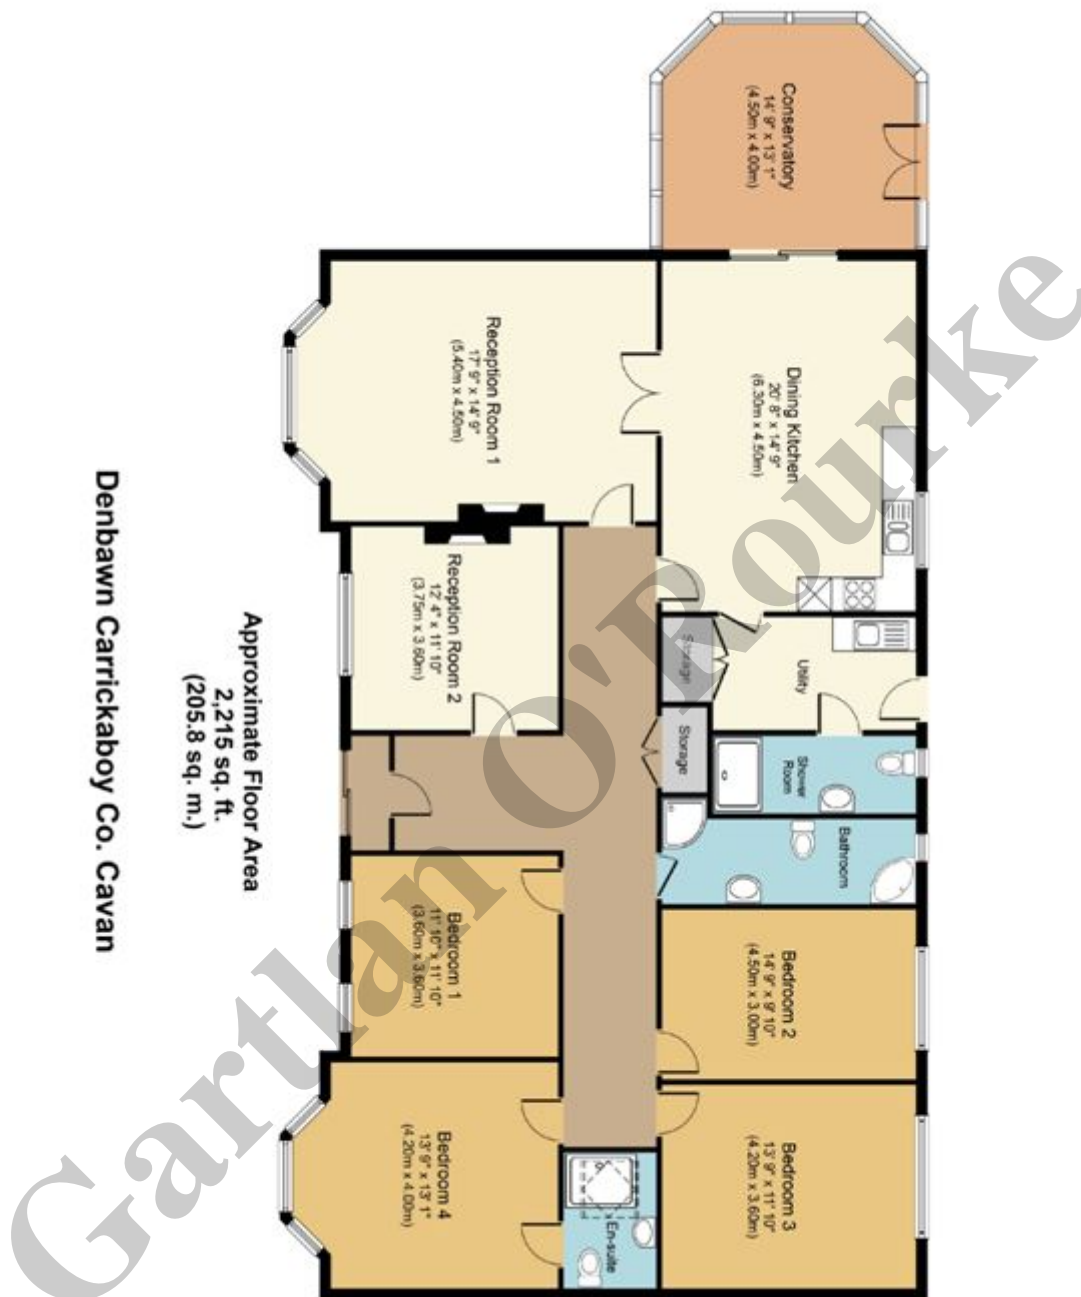 Conservatory
14' 9" x 13' 1"
(4.50m x 4.00m)
Dining Kitchen
20' 8" x 14' 9"
(6.30m x 4.50m)
Reception Room 1
17' 9" x 14' 9"
(5.40m x 4.50m)
Reception Room 2
12' 4" x 11' 10"
(3.75m x 3.60m)
Utility
Storage
Storage
Shower
Room
Bathroom
Bedroom 1
11' 10" x 11' 10"
(3.60m x 3.60m)
Bedroom 2
14' 9" x 9' 10"
(4.50m x 3.00m)
Bedroom 3
13' 9" x 11' 10"
(4.20m x 3.60m)
Bedroom 4
13' 9" x 13' 1"
(4.20m x 4.00m)
En-suite
Approximate Floor Area
2,215 sq. ft.
(205.8 sq. m.)
Denbawn Carrickaboy Co. Cavan
Gartlan O'Rourke